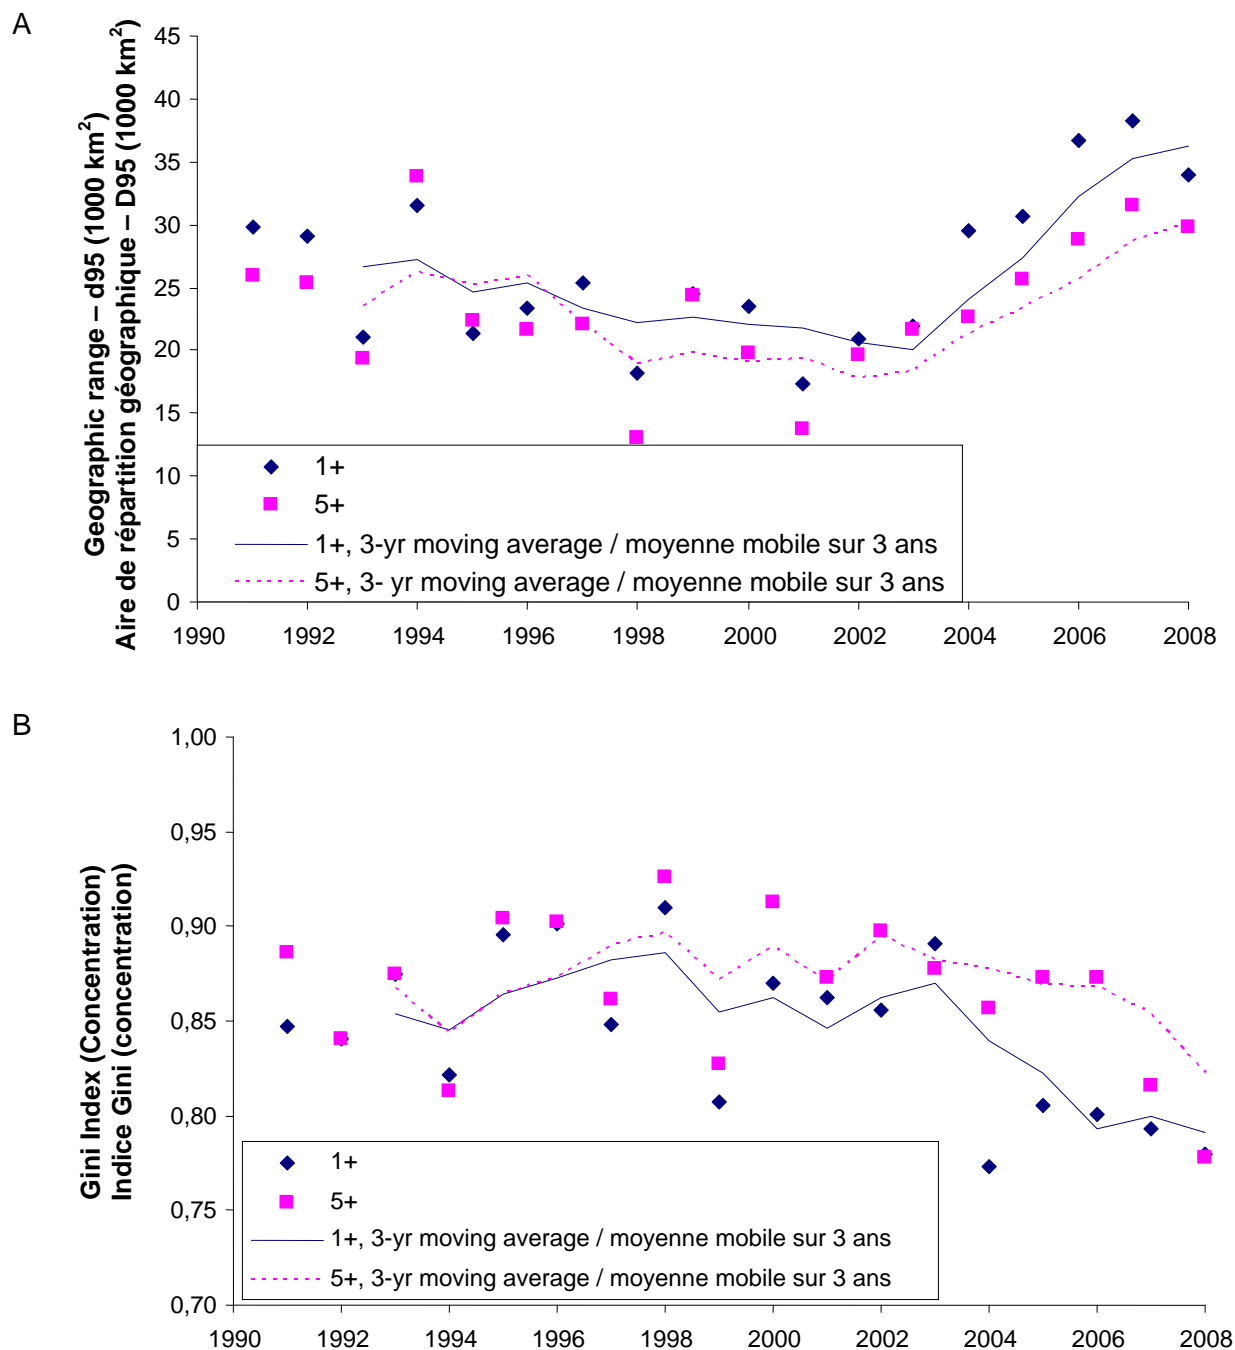 A
Geographic range – d95 (1000 km²)
Aire de répartition géographique – D95 (1000 km²)
45
40
35
30
25
20
15
10
5
0
1+
5+
1+, 3-yr moving average / moyenne mobile sur 3 ans
5+, 3- yr moving average / moyenne mobile sur 3 ans
1990 1992 1994 1996 1998 2000 2002 2004 2006 2008
B
Gini Index (Concentration)
Indice Gini (concentration)
1,00
0,95
0,90
0,85
0,80
0,75
0,70
1+
5+
1+, 3-yr moving average / moyenne mobile sur 3 ans
5+, 3-yr moving average / moyenne mobile sur 3 ans
1990 1992 1994 1996 1998 2000 2002 2004 2006 2008